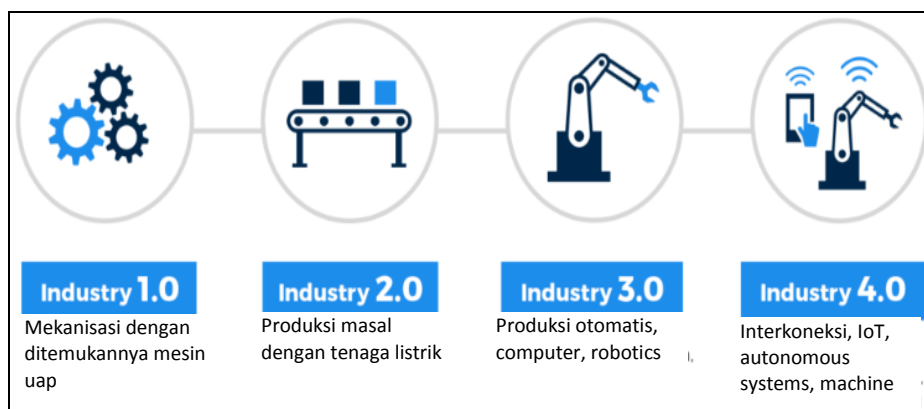 Industry 1.0
Mekanisasi dengan
ditemukannya mesin
uap
Industry 2.0
Produksi masal
dengan tenaga listrik
Industry 3.0
Produksi otomatis,
computer, robotics
Industry 4.0
Interkoneksi, IoT,
autonomous
systems, machine